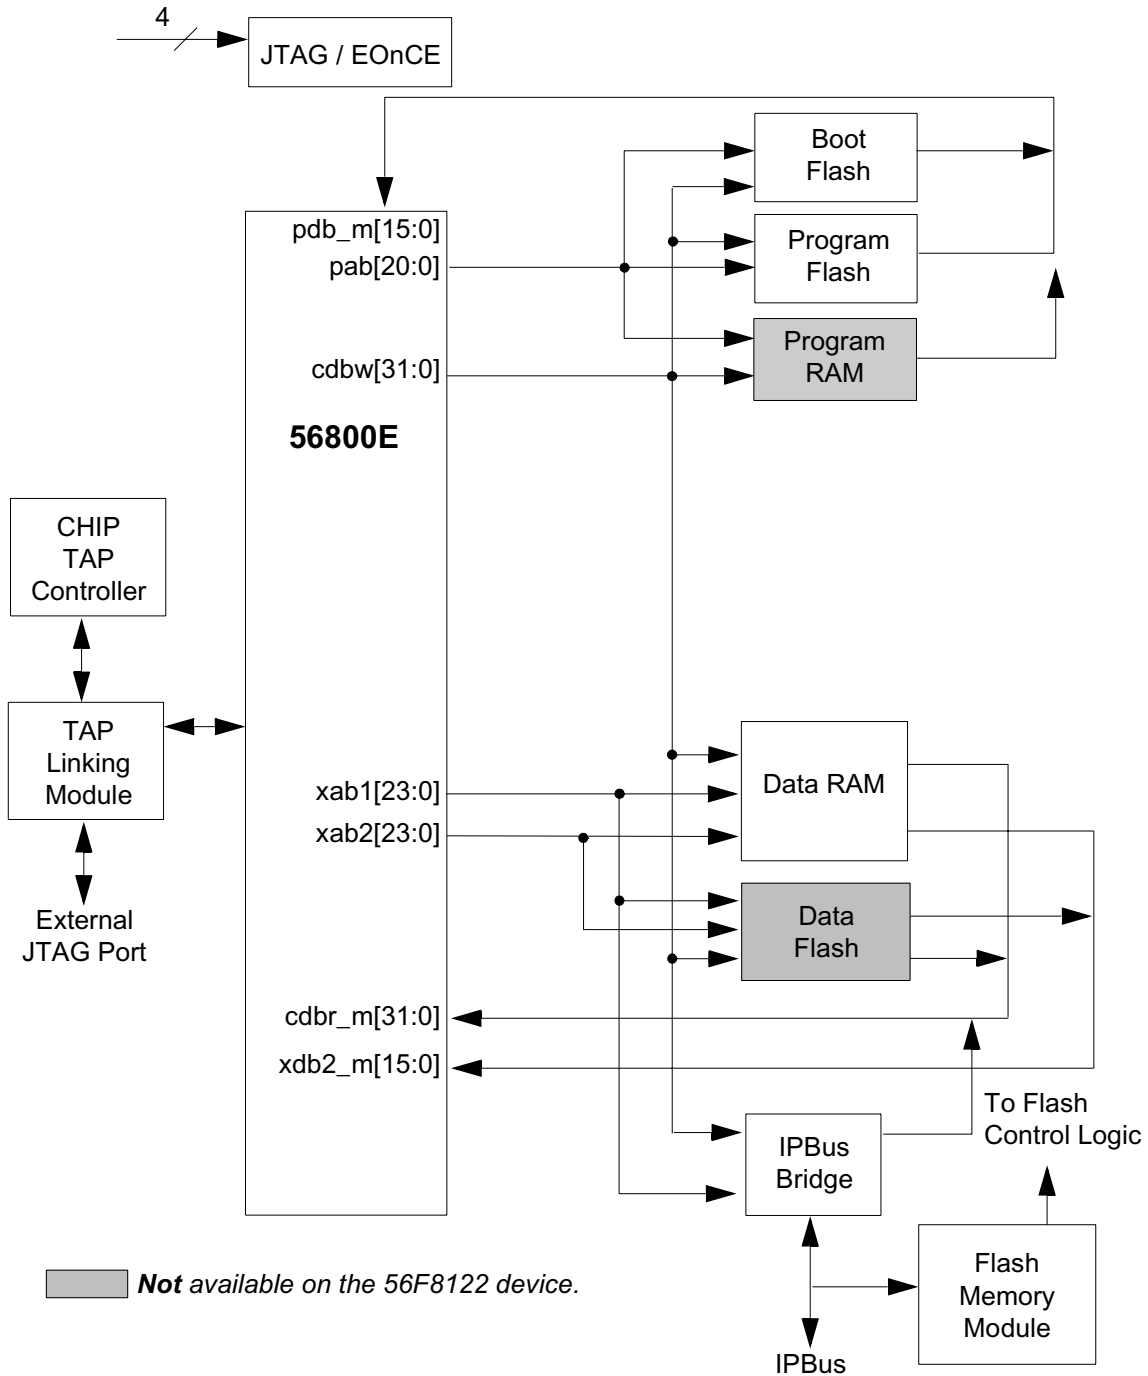 4
JTAG / EOnCE
Boot
Flash
pdb_m[15:0]
pab[20:0]
Program
Flash
cdbw[31:0]
Program
RAM
56800E
CHIP
TAP
Controller
TAP
Linking
Module
External
JTAG Port
xab1[23:0]
xab2[23:0]
Data RAM
Data
Flash
cdbr_m[31:0]
xdb2_m[15:0]
To Flash
Control Logic
IPBus
Bridge
Flash
Memory
Module
IPBus
Not available on the 56F8122 device.